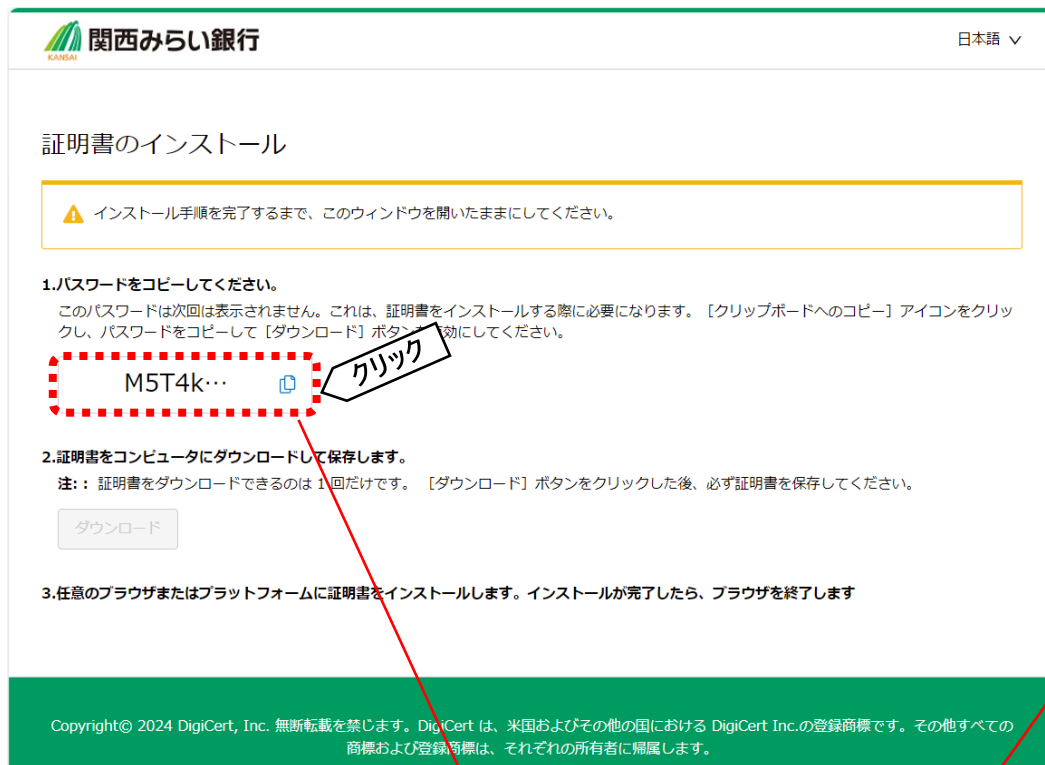 関西みらい銀行
KANSAI
日本語
証明書のインストール
インストール手順を完了するまで、このウィンドウを開いたままにしてください。
1.パスワードをコピーしてください。
このパスワードは次回は表示されません。これは、証明書をインストールする際に必要になります。［クリップボードへのコピー］アイコンをクリッ
クし、パスワードをコピーして［ダウンロード］ボタンを有効にしてください。
クリック
M5T4k…
2.証明書をコンピュータにダウンロードして保存します。
注: : 証明書をダウンロードできるのは 1 回だけです。 ［ダウンロード］ボタンをクリックした後、必ず証明書を保存してください。
ダウンロード
3.任意のブラウザまたはプラットフォームに証明書をインストールします。インストールが完了したら、ブラウザを終了します
Copyright© 2024 DigiCert, Inc. 無断転載を禁じます。DigiCert は、米国およびその他の国における DigiCert Inc.の登録商標です。その他すべての
商標および登録商標は、それぞれの所有者に帰属します。